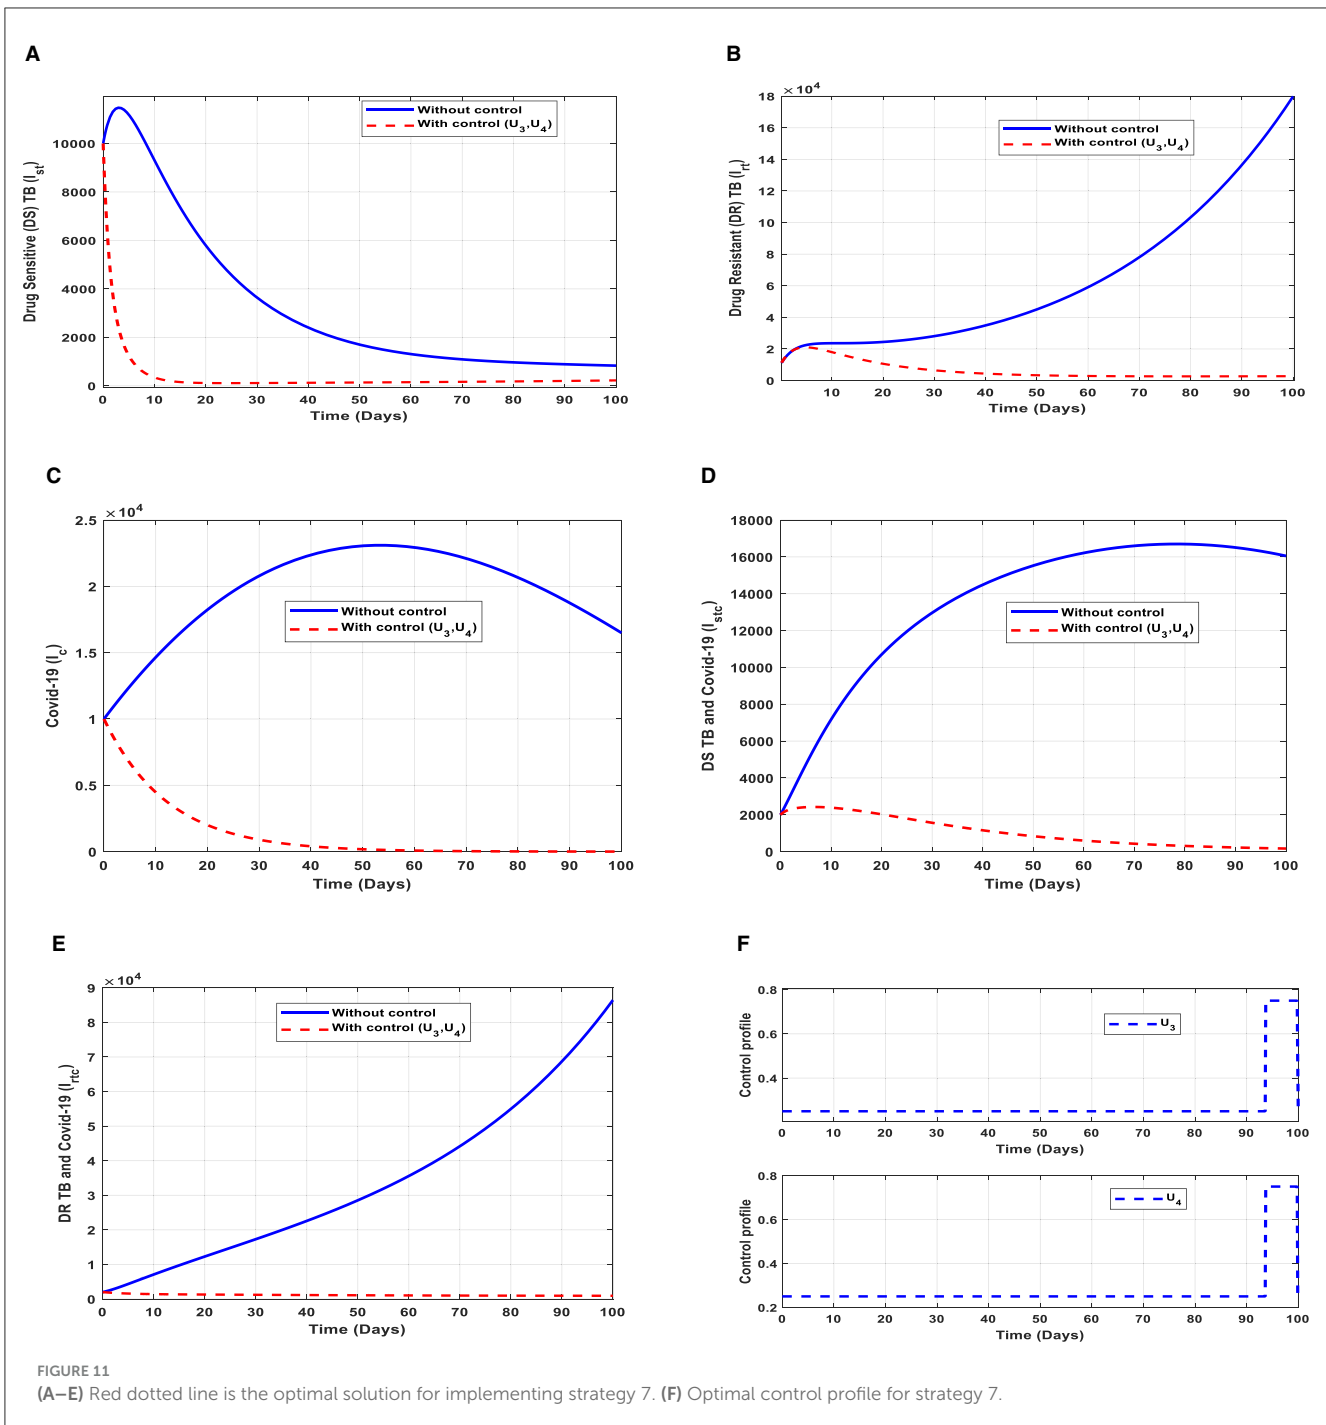 A
Without control
With control (U3,U4)
Drug Sensitive (DS) TB (Ist)
10000
8000
6000
4000
2000
0
0 10 20 30 40 50 60 70 80 90 100
Time (Days)
B
×10^4
Without control
With control (U3,U4)
Drug Resistant (DR) TB (Irt)
18
16
14
12
10
8
6
4
2
0
10 20 30 40 50 60 70 80 90 100
Time (Days)
C
×10^4
Without control
With control (U3,U4)
Covid-19 (Ic)
2.5
2
1.5
1
0.5
0
0 10 20 30 40 50 60 70 80 90 100
Time (Days)
D
Without control
With control (U3,U4)
DS TB and Covid-19 (Istc)
18000
16000
14000
12000
10000
8000
6000
4000
2000
0
0 10 20 30 40 50 60 70 80 90 100
Time (Days)
E
×10^4
Without control
With control (U3,U4)
DR TB and Covid-19 (Irtc)
9
8
7
6
5
4
3
2
1
0
0 10 20 30 40 50 60 70 80 90 100
Time (Days)
F
U3
Control profile
0.8
0.6
0.4
0 10 20 30 40 50 60 70 80 90 100
Time (Days)
U4
Control profile
0.8
0.6
0.4
0.2
0 10 20 30 40 50 60 70 80 90 100
Time (Days)
FIGURE 11
(A–E) Red dotted line is the optimal solution for implementing strategy 7. (F) Optimal control profile for strategy 7.